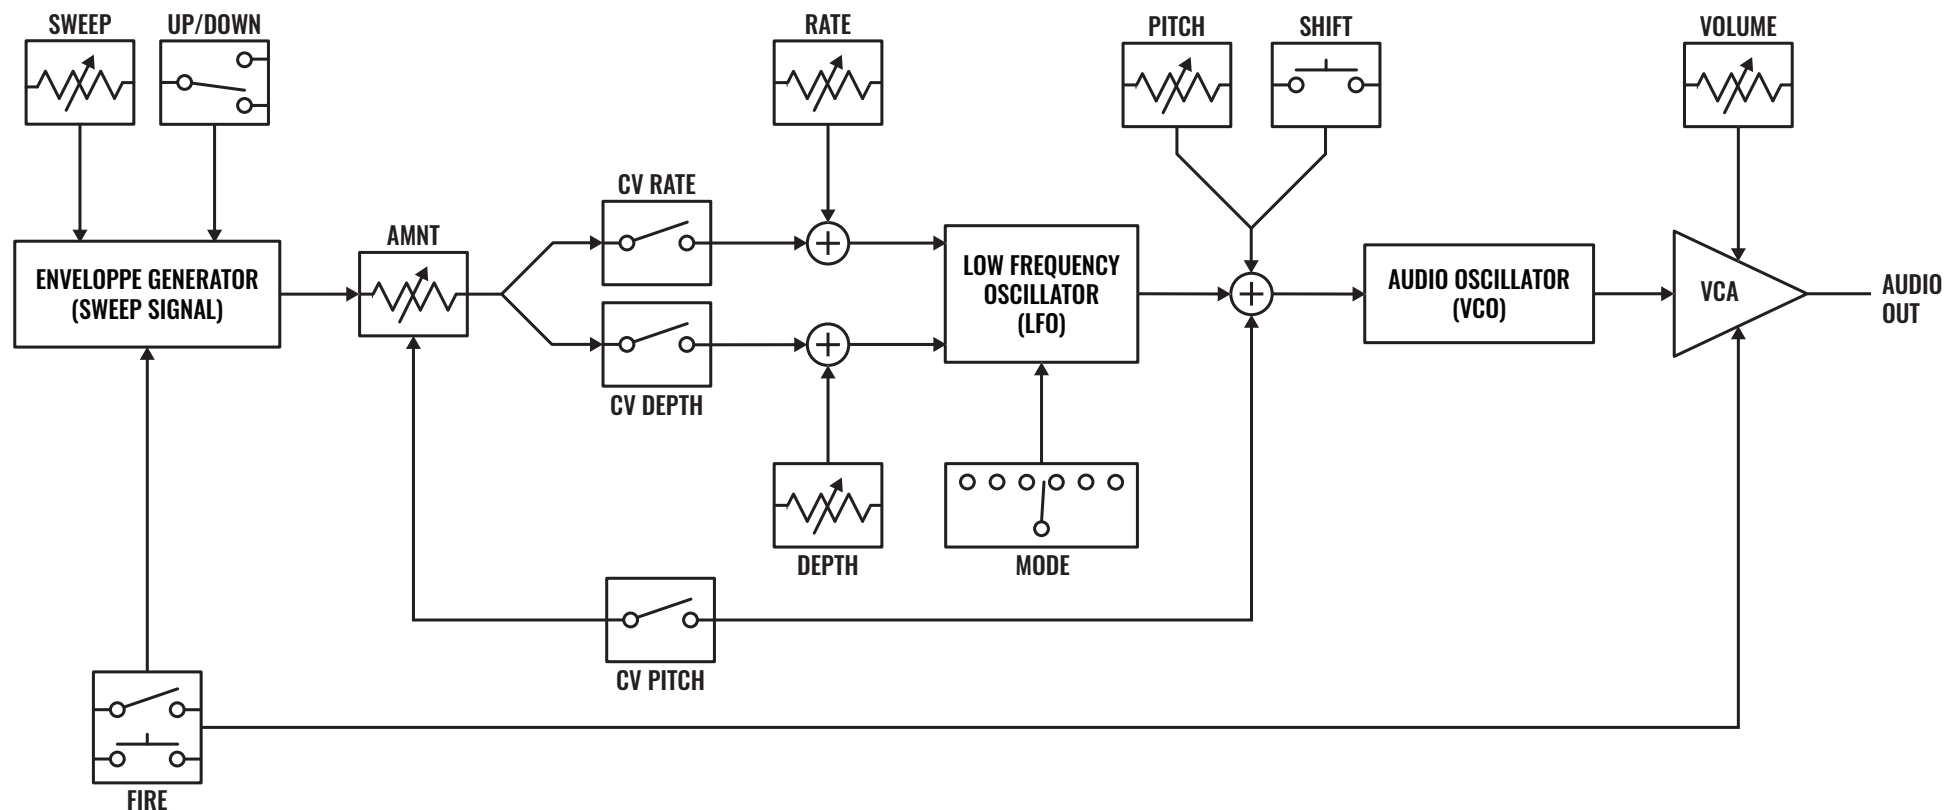 SWEEP
UP/DOWN
RATE
PITCH
SHIFT
VOLUME
CV RATE
AMNT
ENVELOPPE GENERATOR
(SWEEP SIGNAL)
LOW FREQUENCY
OSCILLATOR
(LFO)
AUDIO OSCILLATOR
(VCO)
VCA
AUDIO
OUT
CV DEPTH
DEPTH
MODE
CV PITCH
FIRE